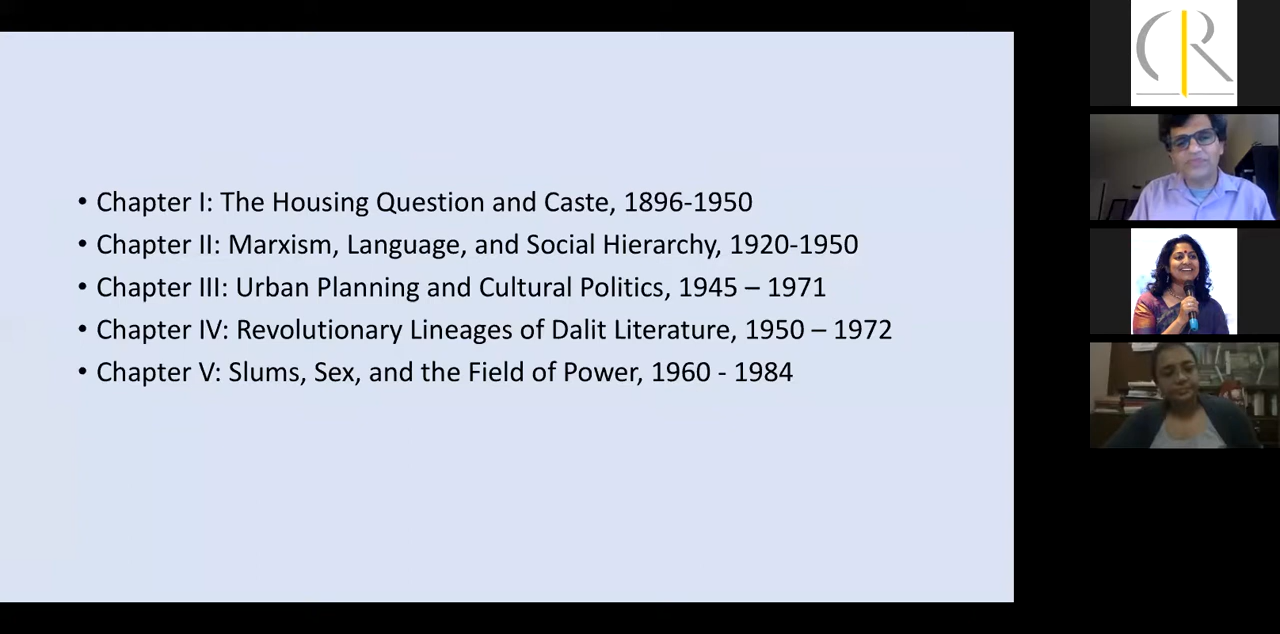 • Chapter I: The Housing Question and Caste, 1896-1950
• Chapter II: Marxism, Language, and Social Hierarchy, 1920-1950
• Chapter III: Urban Planning and Cultural Politics, 1945 – 1971
• Chapter IV: Revolutionary Lineages of Dalit Literature, 1950 – 1972
• Chapter V: Slums, Sex, and the Field of Power, 1960 - 1984
CPR